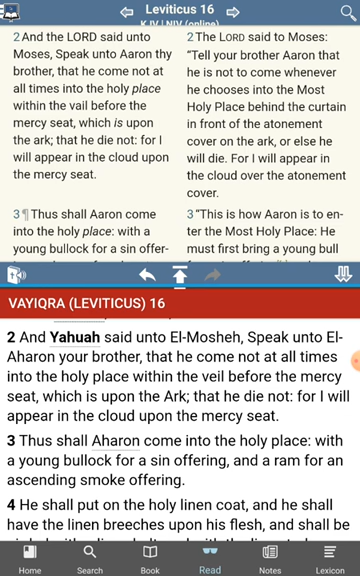 Leviticus 16
KJV | NIV (online)
2 And the LORD said unto
Moses, Speak unto Aaron thy
brother, that he come not at
all times into the holy place
within the vail before the
mercy seat, which is upon
the ark; that he die not: for I
will appear in the cloud upon
the mercy seat.
3 ¶ Thus shall Aaron come
into the holy place: with a
young bullock for a sin offer-
2 The LORD said to Moses:
“Tell your brother Aaron that
he is not to come whenever
he chooses into the Most
Holy Place behind the curtain
in front of the atonement
cover on the ark, or else he
will die. For I will appear in
the cloud over the atonement
cover.
3 “This is how Aaron is to en-
ter the Most Holy Place: He
must first bring a young bull
VAYIQRA (LEVITICUS) 16
2 And Yahuah said unto El-Mosheh, Speak unto El-
Aharon your brother, that he come not at all times
into the holy place within the veil before the mercy
seat, which is upon the Ark; that he die not: for I will
appear in the cloud upon the mercy seat.
3 Thus shall Aharon come into the holy place: with
a young bullock for a sin offering, and a ram for an
ascending smoke offering.
4 He shall put on the holy linen coat, and he shall
have the linen breeches upon his flesh, and shall be
Home
Search
Book
Read
Notes
Lexicon